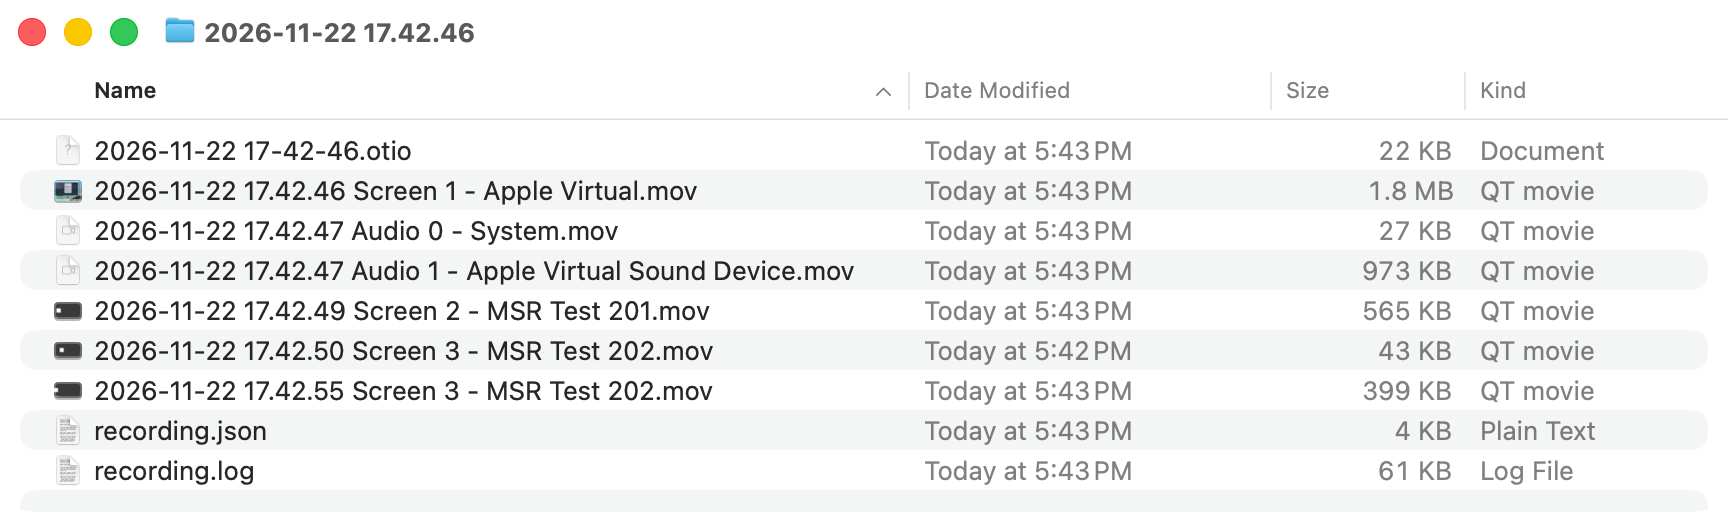 2026-11-22 17.42.46
Name Date Modified Size Kind
2026-11-22 17-42-46.otio Today at 5:43 PM 22 KB Document
2026-11-22 17.42.46 Screen 1 - Apple Virtual.mov Today at 5:43 PM 1.8 MB QT movie
2026-11-22 17.42.47 Audio 0 - System.mov Today at 5:43 PM 27 KB QT movie
2026-11-22 17.42.47 Audio 1 - Apple Virtual Sound Device.mov Today at 5:43 PM 973 KB QT movie
2026-11-22 17.42.49 Screen 2 - MSR Test 201.mov Today at 5:43 PM 565 KB QT movie
2026-11-22 17.42.50 Screen 3 - MSR Test 202.mov Today at 5:42 PM 43 KB QT movie
2026-11-22 17.42.55 Screen 3 - MSR Test 202.mov Today at 5:43 PM 399 KB QT movie
recording.json Today at 5:43 PM 4 KB Plain Text
recording.log Today at 5:43 PM 61 KB Log File